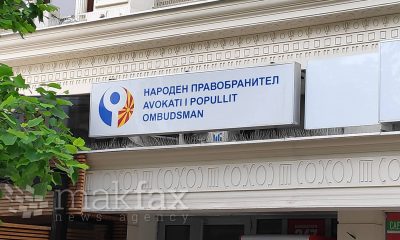 НАРОДЕН ПРАВОБРАНИТЕЛ
AVOKATI I POPULLIT
OMBUDSMAN
makfax
news agency